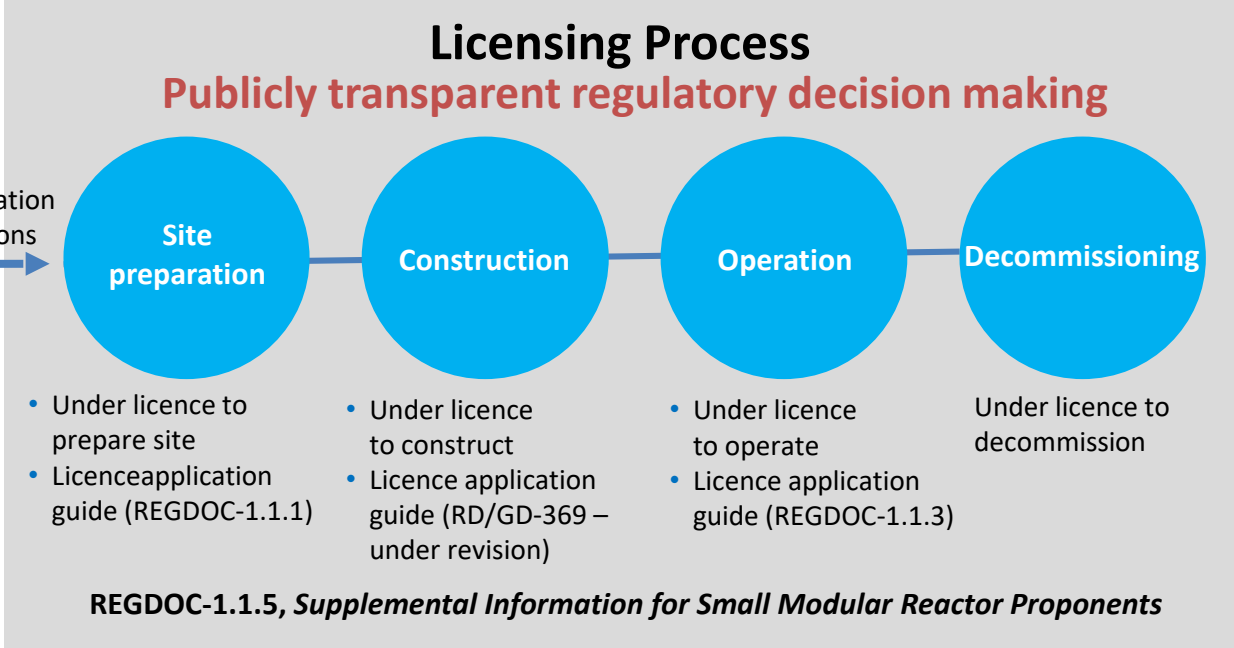 Licensing Process
Publicly transparent regulatory decision making
Site
preparation
Construction
Operation
Decommissioning
• Under licence to
prepare site
• Licenceapplication
guide (REGDOC-1.1.1)
• Under licence
to construct
• Licence application
guide (RD/GD-369 –
under revision)
• Under licence
to operate
• Licence application
guide (REGDOC-1.1.3)
Under licence to
decommission
REGDOC-1.1.5, Supplemental Information for Small Modular Reactor Proponents